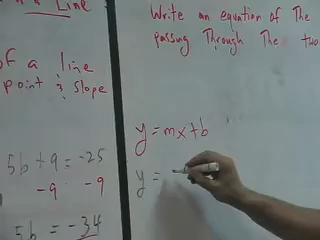 Line
of a line
point & slope
5b + 9 = -25
-9 -9
5b = -34
Write an equation of The
passing Through The two
y = mx + b
y = -